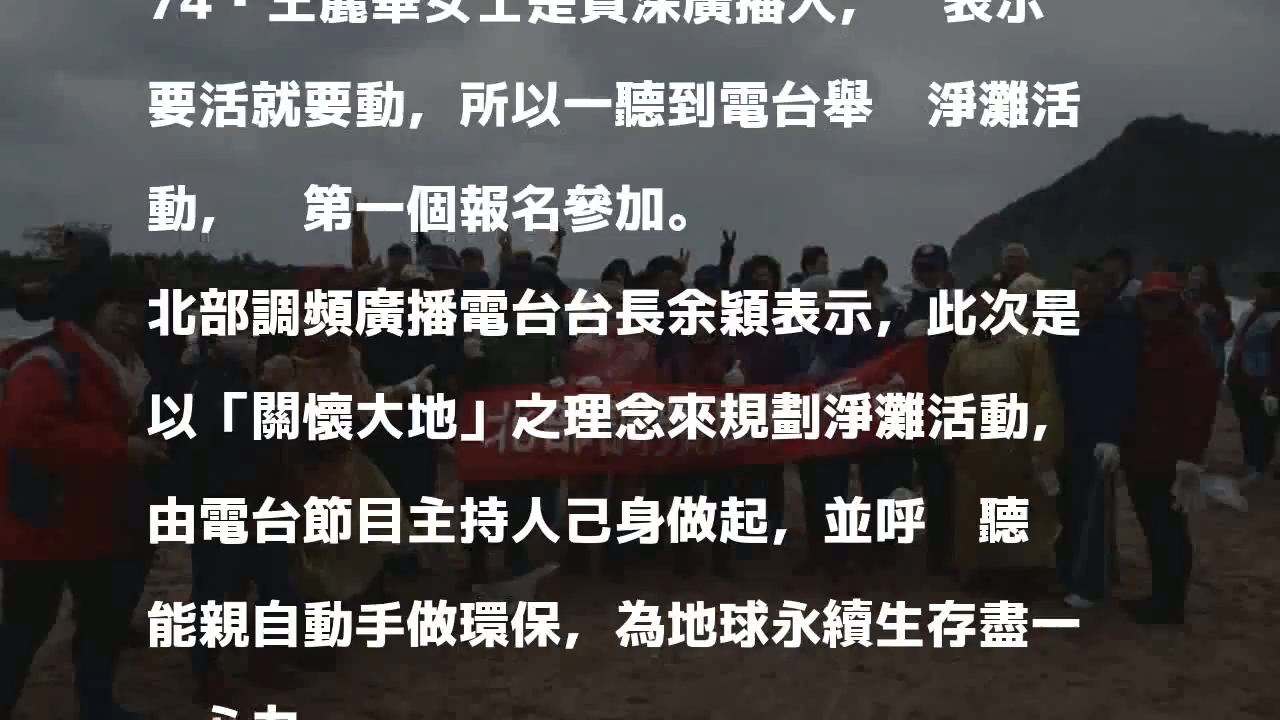 74．王麗華女士是資深廣播人，　表示
要活就要動，所以一聽到電台舉　淨灘活
動，　第一個報名參加。
北部調頻廣播電台台長余穎表示，此次是
以「關懷大地」之理念來規劃淨灘活動，
由電台節目主持人己身做起，並呼　聽
能親自動手做環保，為地球永續生存盡一
心力